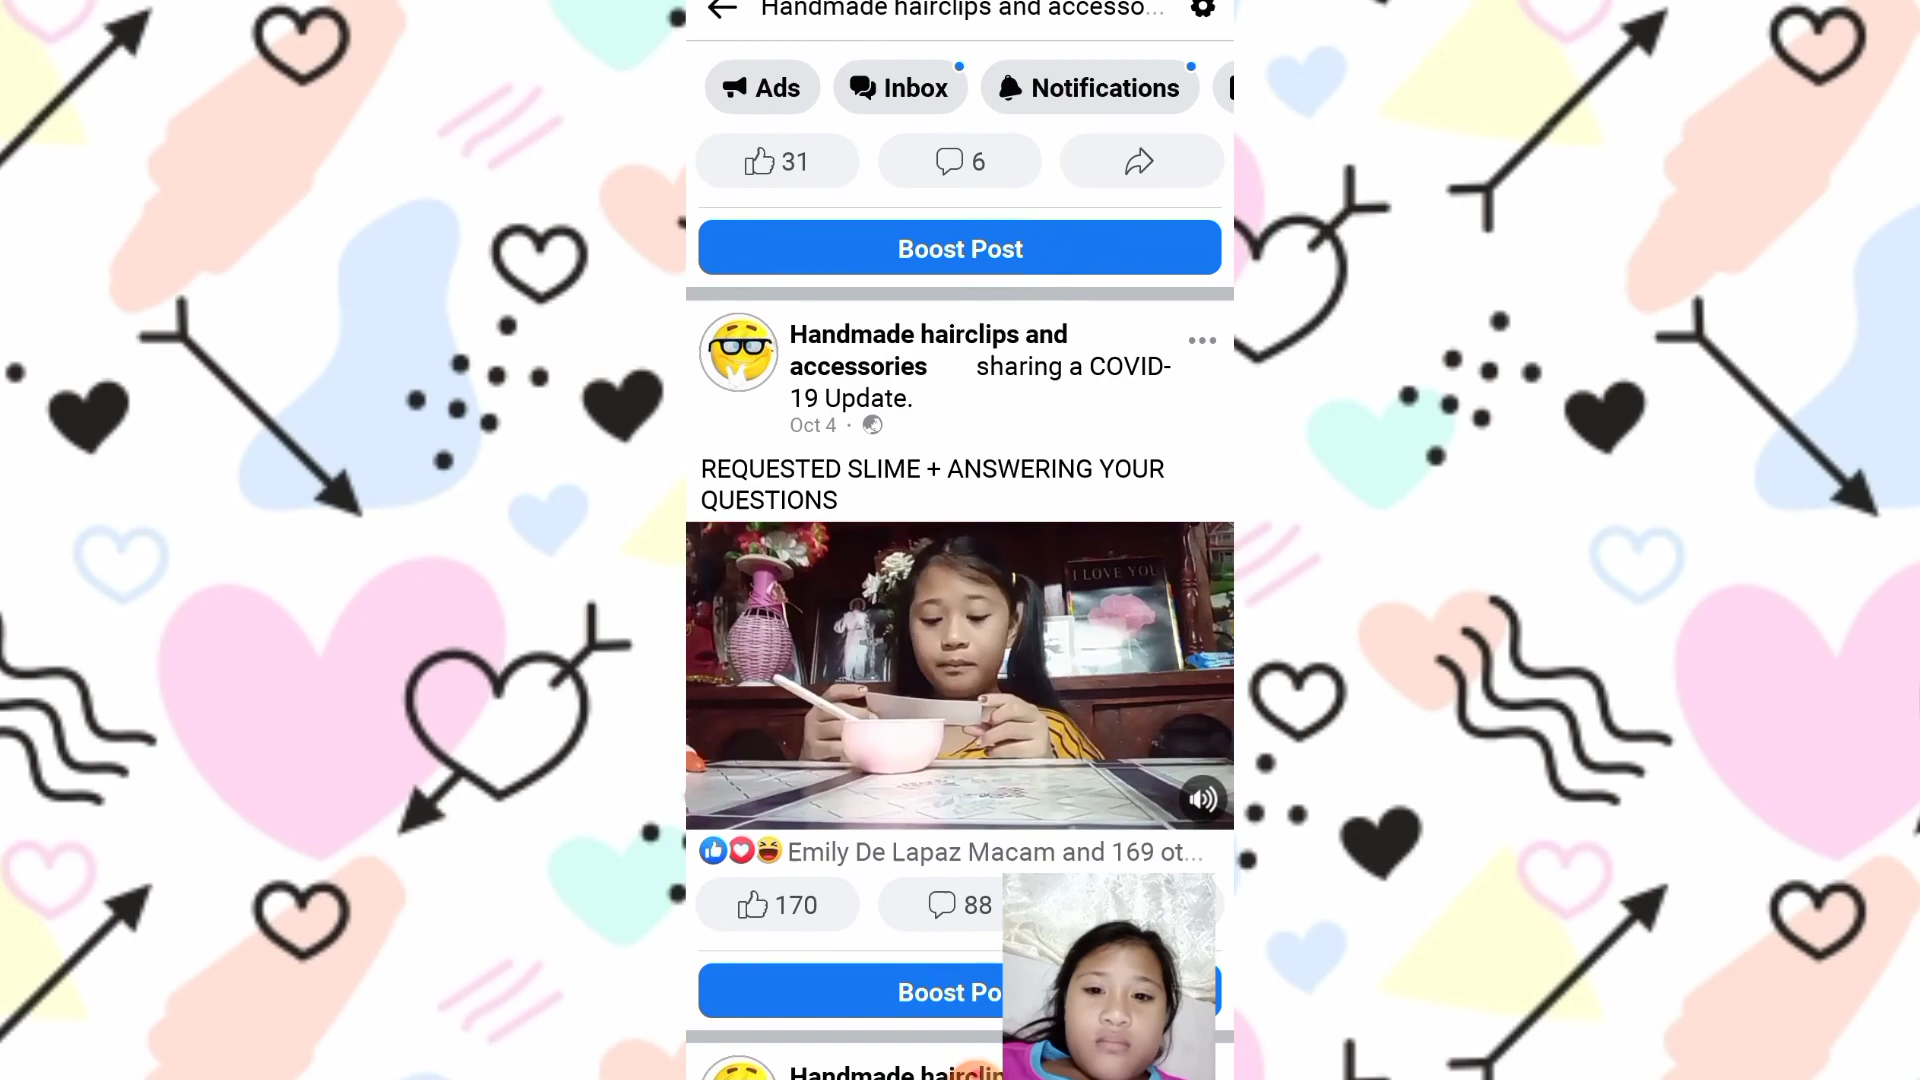 Handmade hairclips and accesso...
Ads
Inbox
Notifications
31
6
Boost Post
Handmade hairclips and
accessories sharing a COVID-
19 Update.
Oct 4 ·
REQUESTED SLIME + ANSWERING YOUR
QUESTIONS
I LOVE YOU
Emily De Lapaz Macam and 169 ot...
170
88
Boost Po
Handmade hairclip